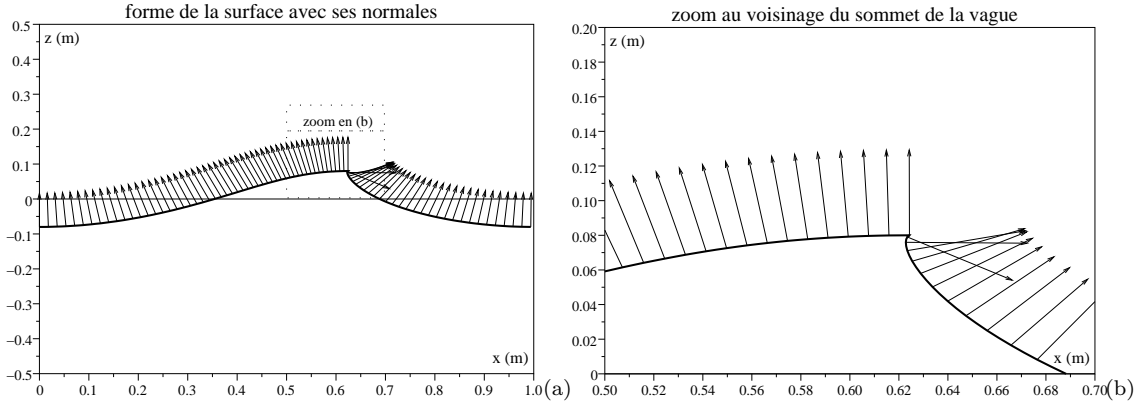 forme de la surface avec ses normales
0.5
z (m)
0.4
0.3
0.2
zoom en (b)
0.1
0
−0.1
−0.2
−0.3
−0.4
x (m)
−0.5
0 0.1 0.2 0.3 0.4 0.5 0.6 0.7 0.8 0.9 1.0
(a)
zoom au voisinage du sommet de la vague
0.20
z (m)
0.18
0.16
0.14
0.12
0.10
0.08
0.06
0.04
0.02
x (m)
0
0.50 0.52 0.54 0.56 0.58 0.60 0.62 0.64 0.66 0.68 0.70
(b)